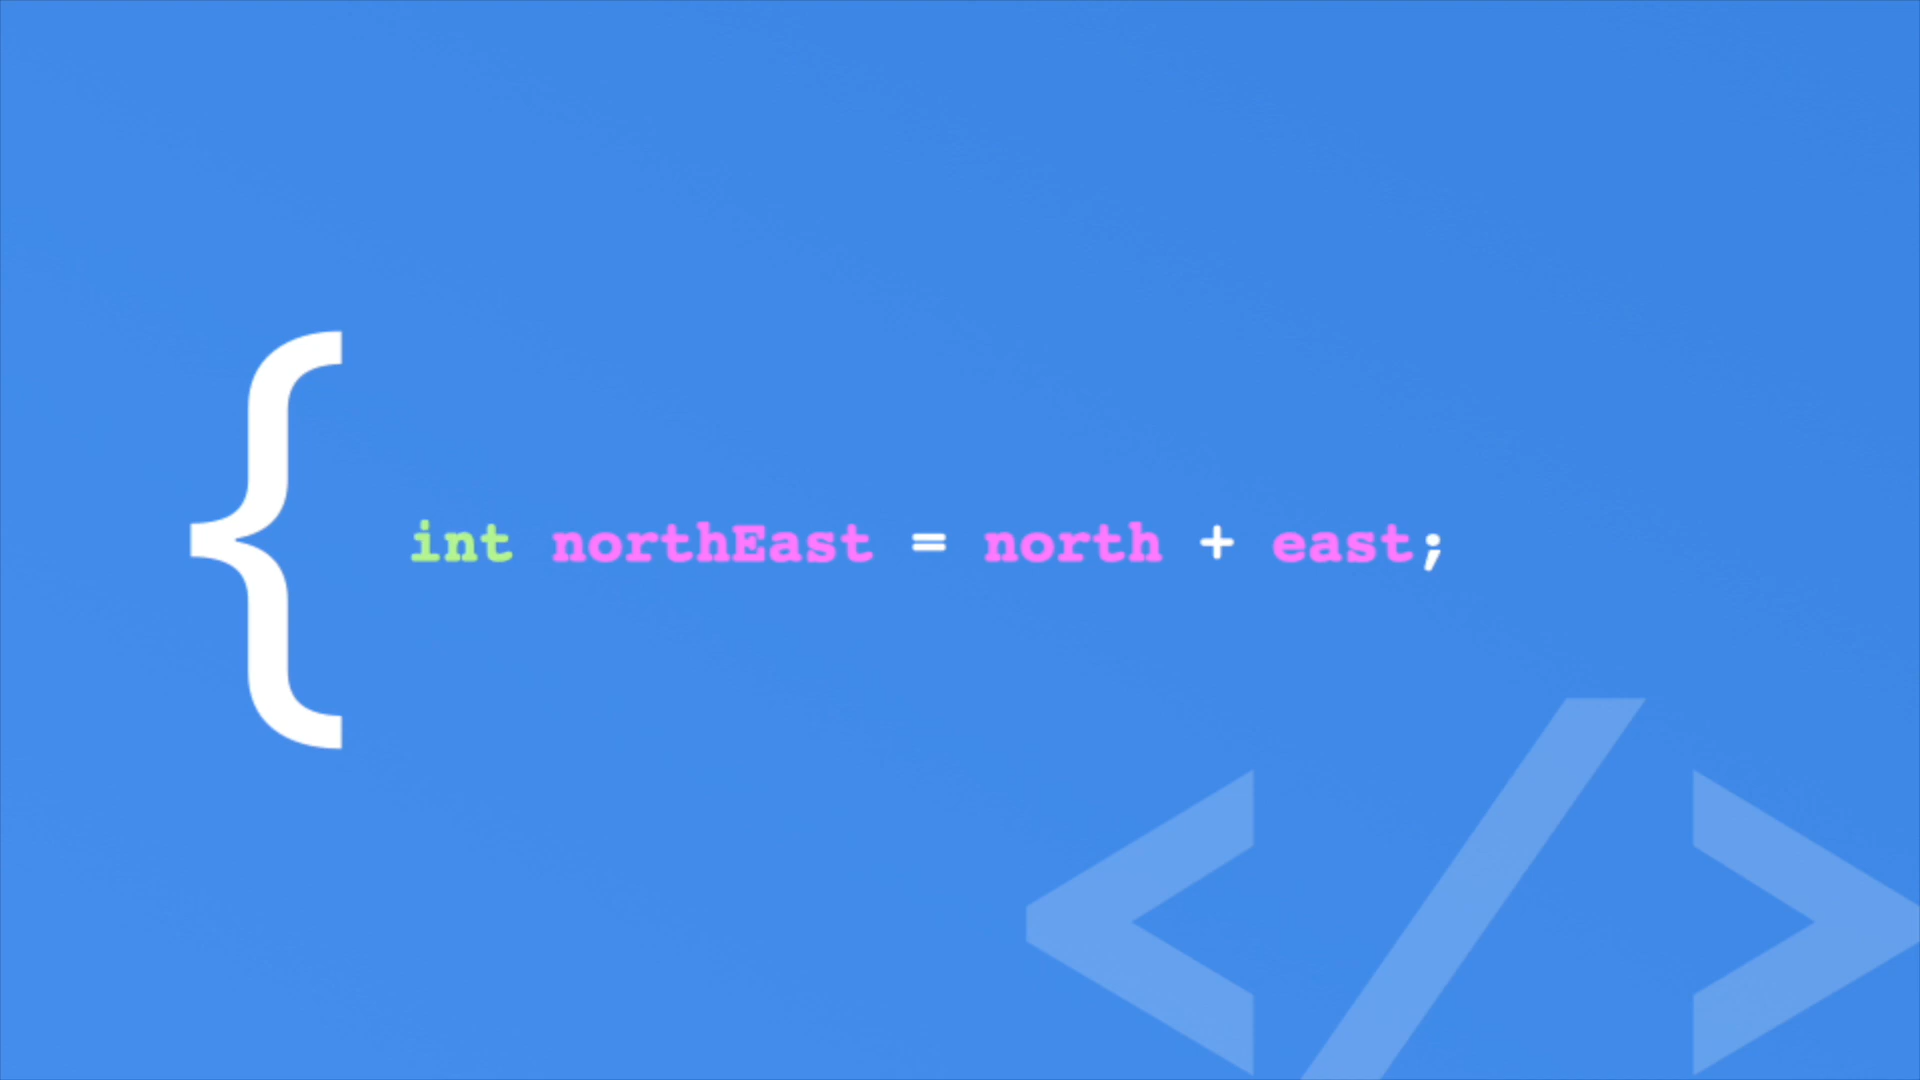 { int northEast = north + east;
</>